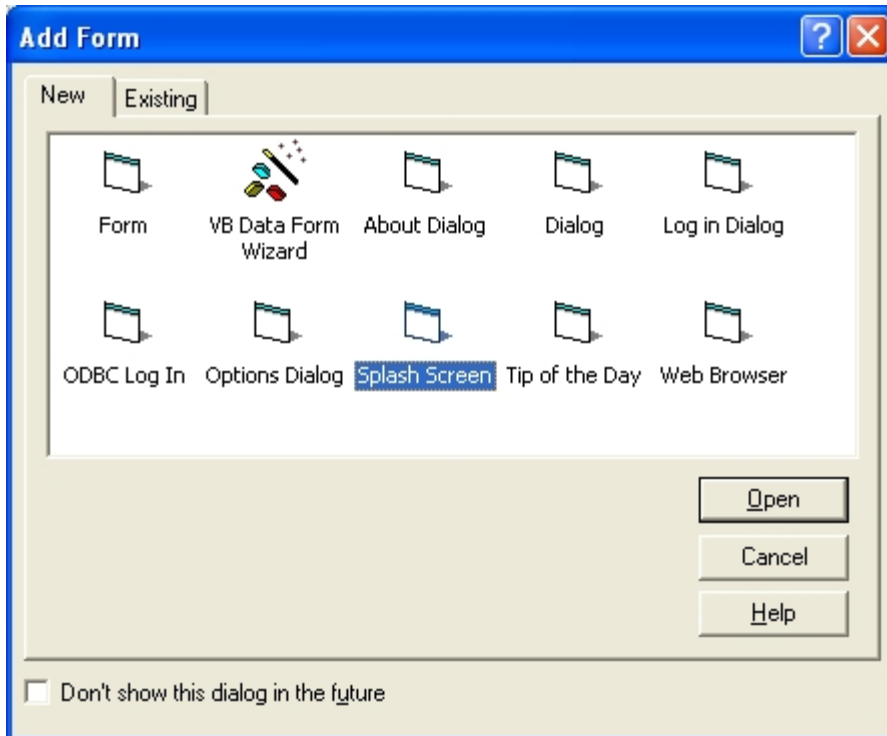 Add Form
New Existing
Form VB Data Form Wizard About Dialog Dialog Log in Dialog
ODBC Log In Options Dialog Splash Screen Tip of the Day Web Browser
Open
Cancel
Help
Don't show this dialog in the future